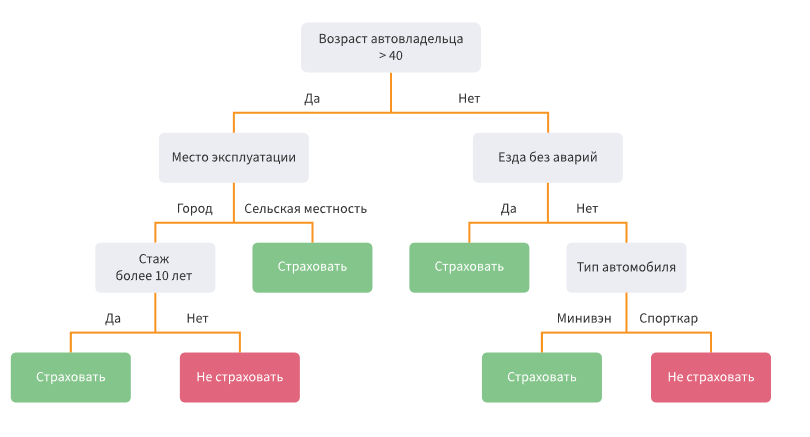 Возраст автовладельца
> 40
Да
Нет
Место эксплуатации
Езда без аварий
Город
Сельская местность
Да
Нет
Стаж
более 10 лет
Страховать
Страховать
Тип автомобиля
Да
Нет
Минивэн
Спорткар
Страховать
Не страховать
Страховать
Не страховать